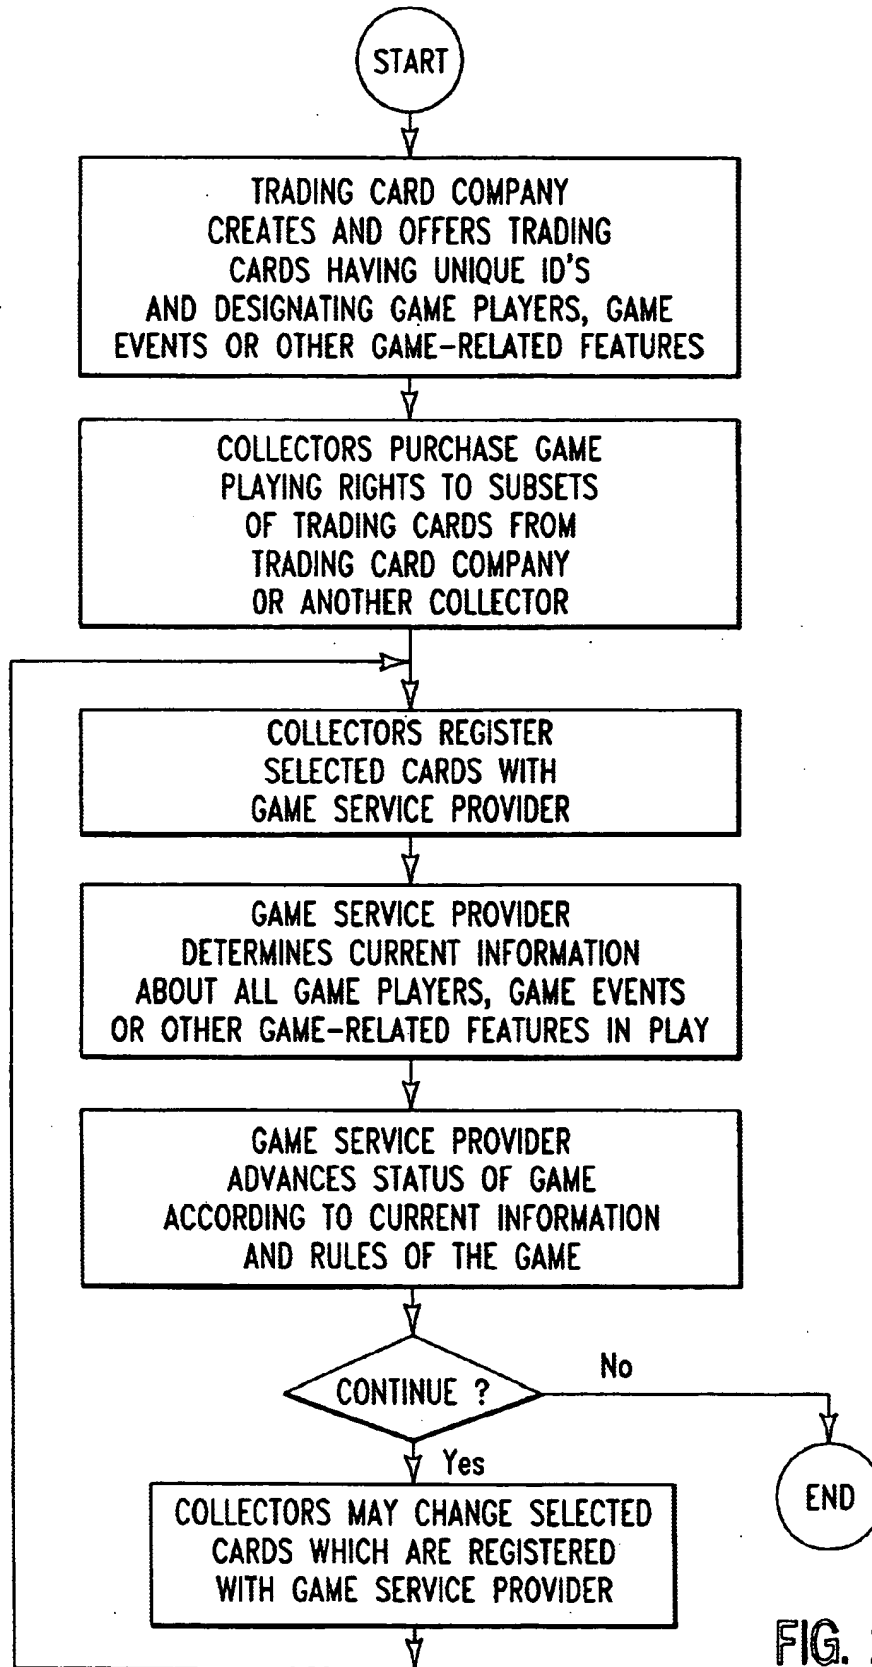 START
TRADING CARD COMPANY
CREATES AND OFFERS TRADING
CARDS HAVING UNIQUE ID'S
AND DESIGNATING GAME PLAYERS, GAME
EVENTS OR OTHER GAME-RELATED FEATURES
COLLECTORS PURCHASE GAME
PLAYING RIGHTS TO SUBSETS
OF TRADING CARDS FROM
TRADING CARD COMPANY
OR ANOTHER COLLECTOR
COLLECTORS REGISTER
SELECTED CARDS WITH
GAME SERVICE PROVIDER
GAME SERVICE PROVIDER
DETERMINES CURRENT INFORMATION
ABOUT ALL GAME PLAYERS, GAME EVENTS
OR OTHER GAME-RELATED FEATURES IN PLAY
GAME SERVICE PROVIDER
ADVANCES STATUS OF GAME
ACCORDING TO CURRENT INFORMATION
AND RULES OF THE GAME
CONTINUE ?
No
Yes
END
COLLECTORS MAY CHANGE SELECTED
CARDS WHICH ARE REGISTERED
WITH GAME SERVICE PROVIDER
FIG.